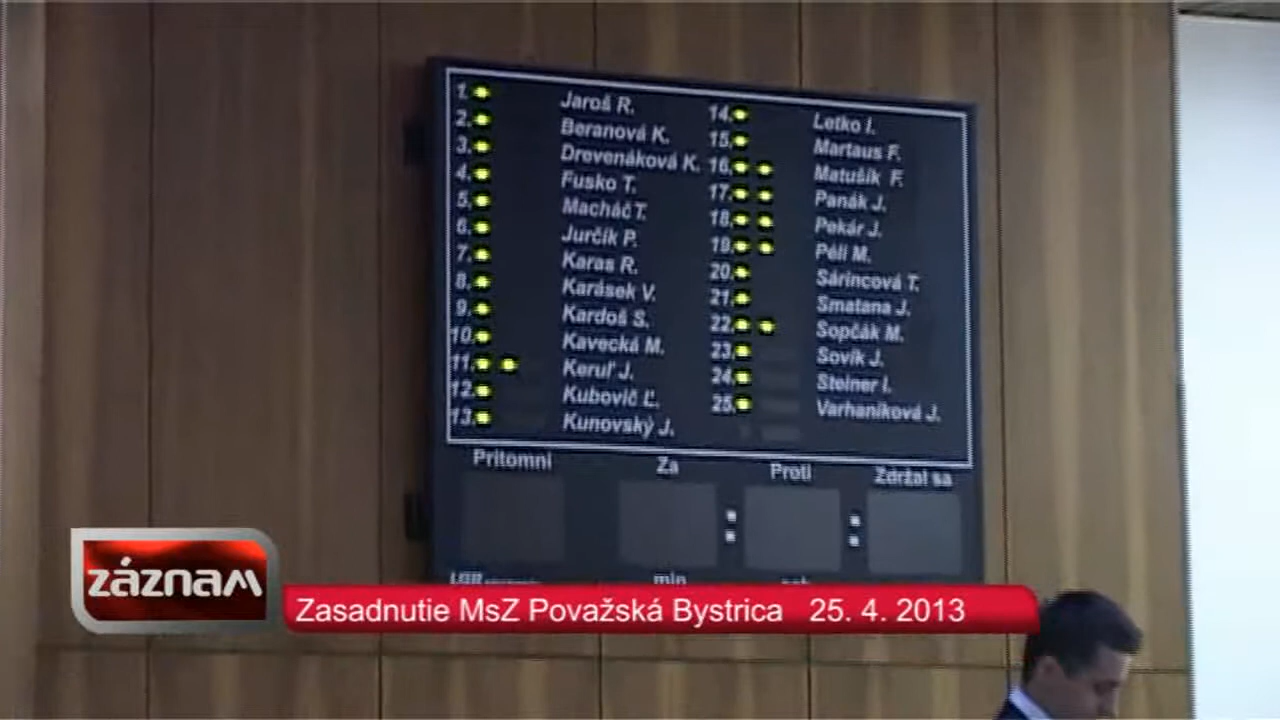 1. Jaroš R.
2. Beranová K.
3. Drevenáková K.
4. Fusko T.
5. Macháč T.
6. Jurčík P.
7. Karas R.
8. Karásek V.
9. Kardoš S.
10. Kavecká M.
11. Keruľ J.
12. Kubovič Ľ.
13. Kunovský J.
14. Letko I.
15. Martaus F.
16. Matušík F.
17. Panák J.
18. Pekár J.
19. Péli M.
20. Sárincová T.
21. Smatana J.
22. Sopčák M.
23. Sovík J.
24. Steiner I.
25. Varhaníková J.
Prítomní Za Proti Zdržal sa
min
záznam
Zasadnutie MsZ Považská Bystrica 25. 4. 2013